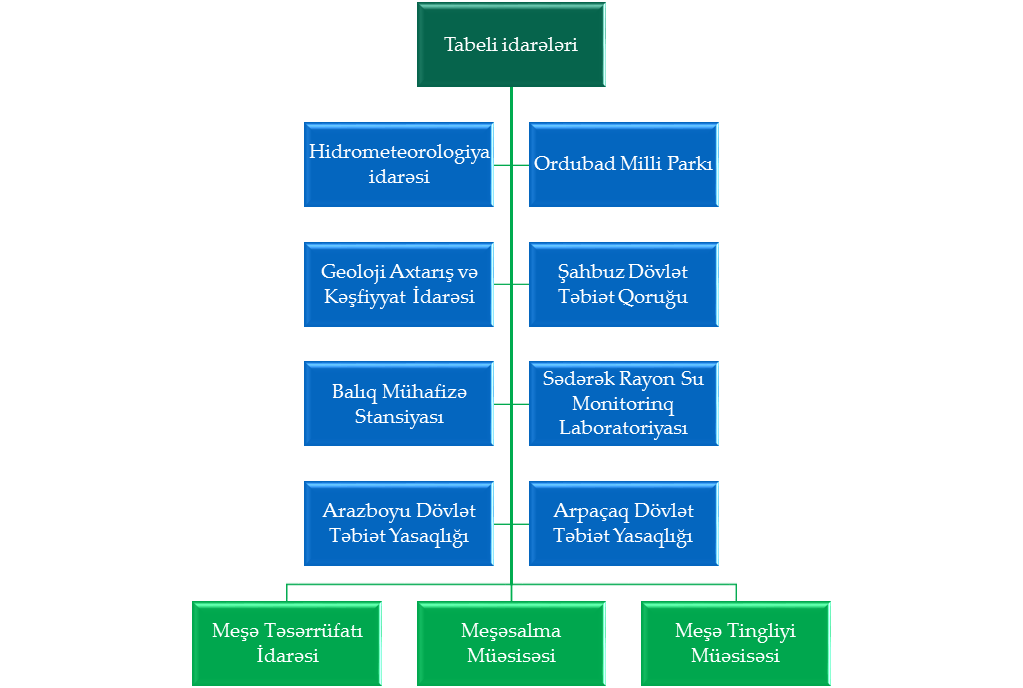 Tabeli idarələri
Hidrometeorologiya
idarəsi
Ordubad Milli Parkı
Geoloji Axtarış və
Kəşfiyyat İdarəsi
Şahbuz Dövlət
Təbiət Qoruğu
Balıq Mühafizə
Stansiyası
Sədərək Rayon Su
Monitorinq
Laboratoriyası
Arazboyu Dövlət
Təbiət Yasaqlığı
Arpaçaq Dövlət
Təbiət Yasaqlığı
Meşə Təsərrüfatı
İdarəsi
Meşəsalma
Müəsisəsi
Meşə Tingliyi
Müəsisəsi